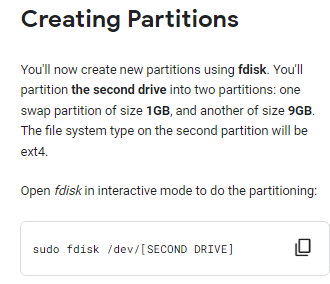 Creating Partitions
You'll now create new partitions using fdisk. You'll
partition the second drive into two partitions: one
swap partition of size 1GB, and another of size 9GB.
The file system type on the second partition will be
ext4.
Open fdisk in interactive mode to do the partitioning:
sudo fdisk /dev/[SECOND DRIVE]